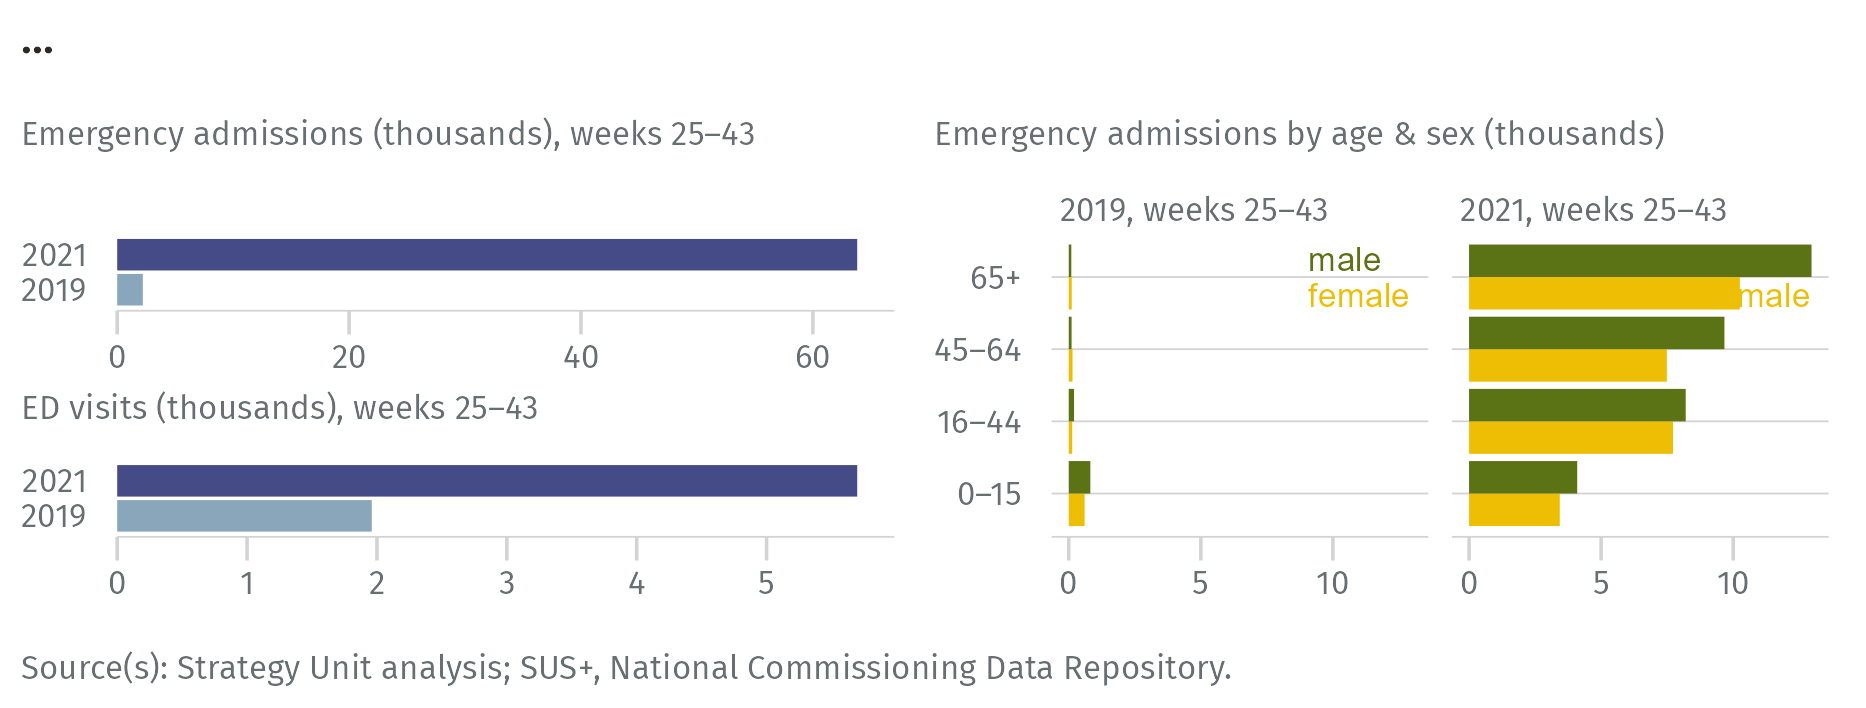 ...
Emergency admissions (thousands), weeks 25–43
2021
2019
0 20 40 60
ED visits (thousands), weeks 25–43
2021
2019
0 1 2 3 4 5
Emergency admissions by age & sex (thousands)
2019, weeks 25–43 2021, weeks 25–43
male
65+
female male
45–64
16–44
0–15
0 5 10 0 5 10
Source(s): Strategy Unit analysis; SUS+, National Commissioning Data Repository.